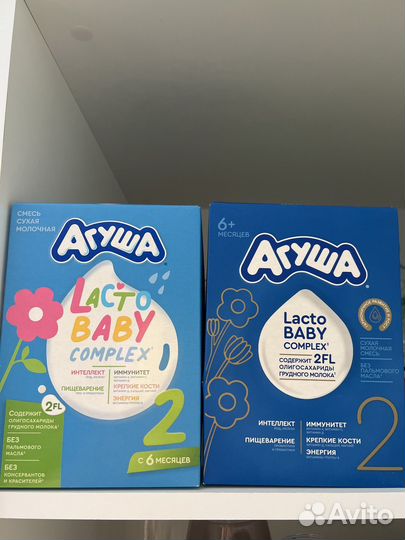 СМЕСЬ
СУХАЯ
МОЛОЧНАЯ
АГУША
LACTO
BABY
COMPLEX
ИНТЕЛЛЕКТ
ИММУНИТЕТ
ПИЩЕВАРЕНИЕ
КРЕПКИЕ КОСТИ
ЭНЕРГИЯ
СОДЕРЖИТ 2FL
ОЛИГОСАХАРИДЫ
ГРУДНОГО МОЛОКА
БЕЗ
ПАЛЬМОВОГО
МАСЛА
БЕЗ
КОНСЕРВАНТОВ
И КРАСИТЕЛЕЙ
2
С 6 МЕСЯЦЕВ
6+
МЕСЯЦЕВ
АГУША
Lacto
BABY
COMPLEX
СОДЕРЖИТ 2FL
ОЛИГОСАХАРИДЫ
ГРУДНОГО МОЛОКА
СУХАЯ
МОЛОЧНАЯ
СМЕСЬ
БЕЗ
ПАЛЬМОВОГО
МАСЛА
ИНТЕЛЛЕКТ
ИММУНИТЕТ
ПИЩЕВАРЕНИЕ
КРЕПКИЕ КОСТИ
ЭНЕРГИЯ
2
Avito